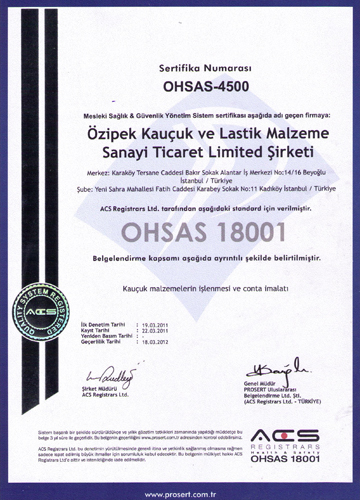 Sertifika Numarası
OHSAS-4500
Mesleki Sağlık & Güvenlik Yönetim Sistem sertifikası aşağıda adı geçen firmaya:
Özipek Kauçuk ve Lastik Malzeme
Sanayi Ticaret Limited Şirketi
Merkez: Karaköy Tersane Caddesi Bakır Sokak Alantar İş Merkezi No:14/16 Beyoğlu
İstanbul / Türkiye
Şube: Yeni Sahra Mahallesi Fatih Caddesi Karabey Sokak No:11 Kadıköy İstanbul / Türkiye
ACS Registrars Ltd. tarafından aşağıdaki standard için verilmiştir.
OHSAS 18001
Belgelendirme kapsamı aşağıda ayrıntılı şekilde belirtilmiştir.
Kauçuk malzemelerin işlenmesi ve conta imalatı
QUALITY SYSTEM REGISTERED
ACS
İlk Denetim Tarihi : 19.03.2011
Kayıt Tarihi : 22.03.2011
Yeniden Basım Tarihi : -
Geçerlilik Tarihi : 18.03.2012
Şirket Müdürü
ACS Registrars Ltd.
Genel Müdür
PROSERT Uluslararası
Belgelendirme Ltd. Şti.
(ACS Registrars Ltd. - TÜRKİYE)
ACS
REGISTRARS
Health & Safety
OHSAS 18001
www.prosert.com.tr